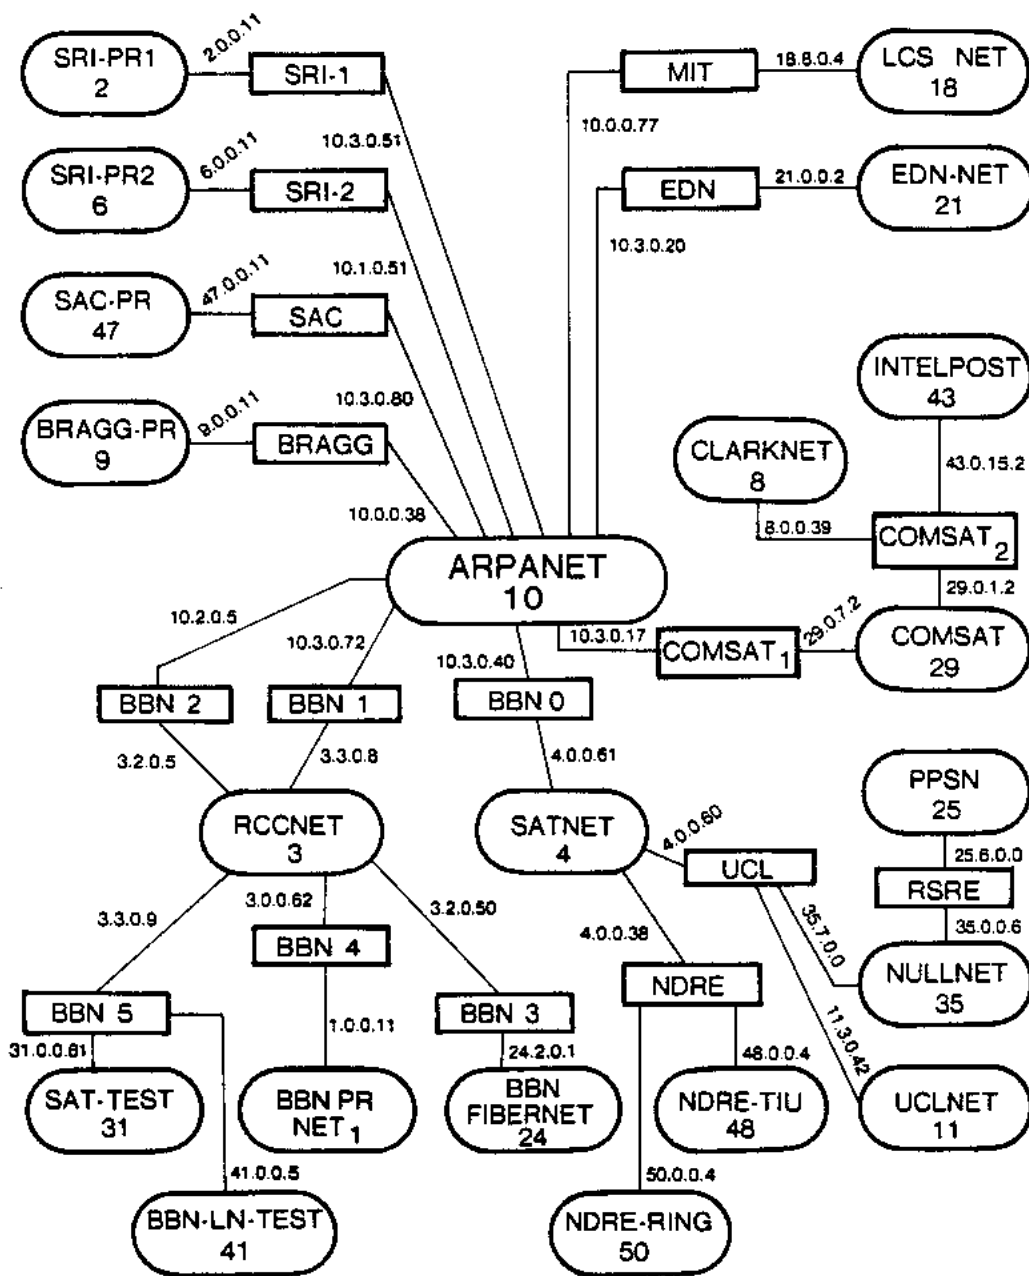 2.0.0.11
SRI-PR1
2
SRI-1
MIT
18.8.0.4
LCS NET
18
10.3.0.51
10.0.0.77
6.0.0.11
SRI-PR2
6
SRI-2
EDN
21.0.0.2
EDN-NET
21
10.1.0.51
10.3.0.20
47.0.0.11
SAC-PR
47
SAC
10.3.0.80
INTELPOST
43
9.0.0.11
BRAGG-PR
9
BRAGG
CLARKNET
8
43.0.15.2
10.0.0.38
8.0.0.39
COMSAT 2
ARPANET
10
29.0.1.2
10.2.0.5
10.3.0.72
10.3.0.40
10.3.0.17
COMSAT 1
29.0.7.2
COMSAT
29
BBN 2
BBN 1
BBN 0
3.2.0.5
3.3.0.8
4.0.0.61
PPSN
25
RCCNET
3
SATNET
4
4.0.0.60
UCL
25.6.0.0
RSRE
3.3.0.9
3.0.0.62
3.2.0.50
4.0.0.38
35.7.0.0
35.0.0.6
BBN 4
NULLNET
35
BBN 5
BBN 3
NDRE
31.0.0.61
1.0.0.11
24.2.0.1
48.0.0.4
11.3.0.42
SAT-TEST
31
BBN PR
NET 1
BBN
FIBERNET
24
NDRE-TIU
48
UCLNET
11
41.0.0.5
50.0.0.4
BBN-LN-TEST
41
NDRE-RING
50